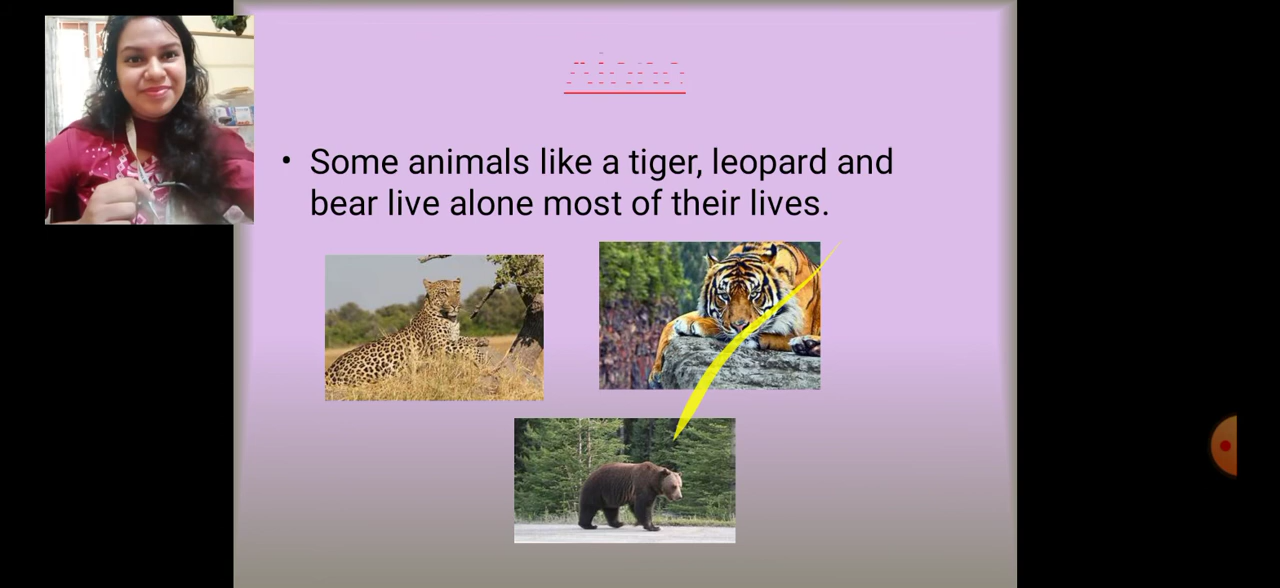 • Some animals like a tiger, leopard and
bear live alone most of their lives.